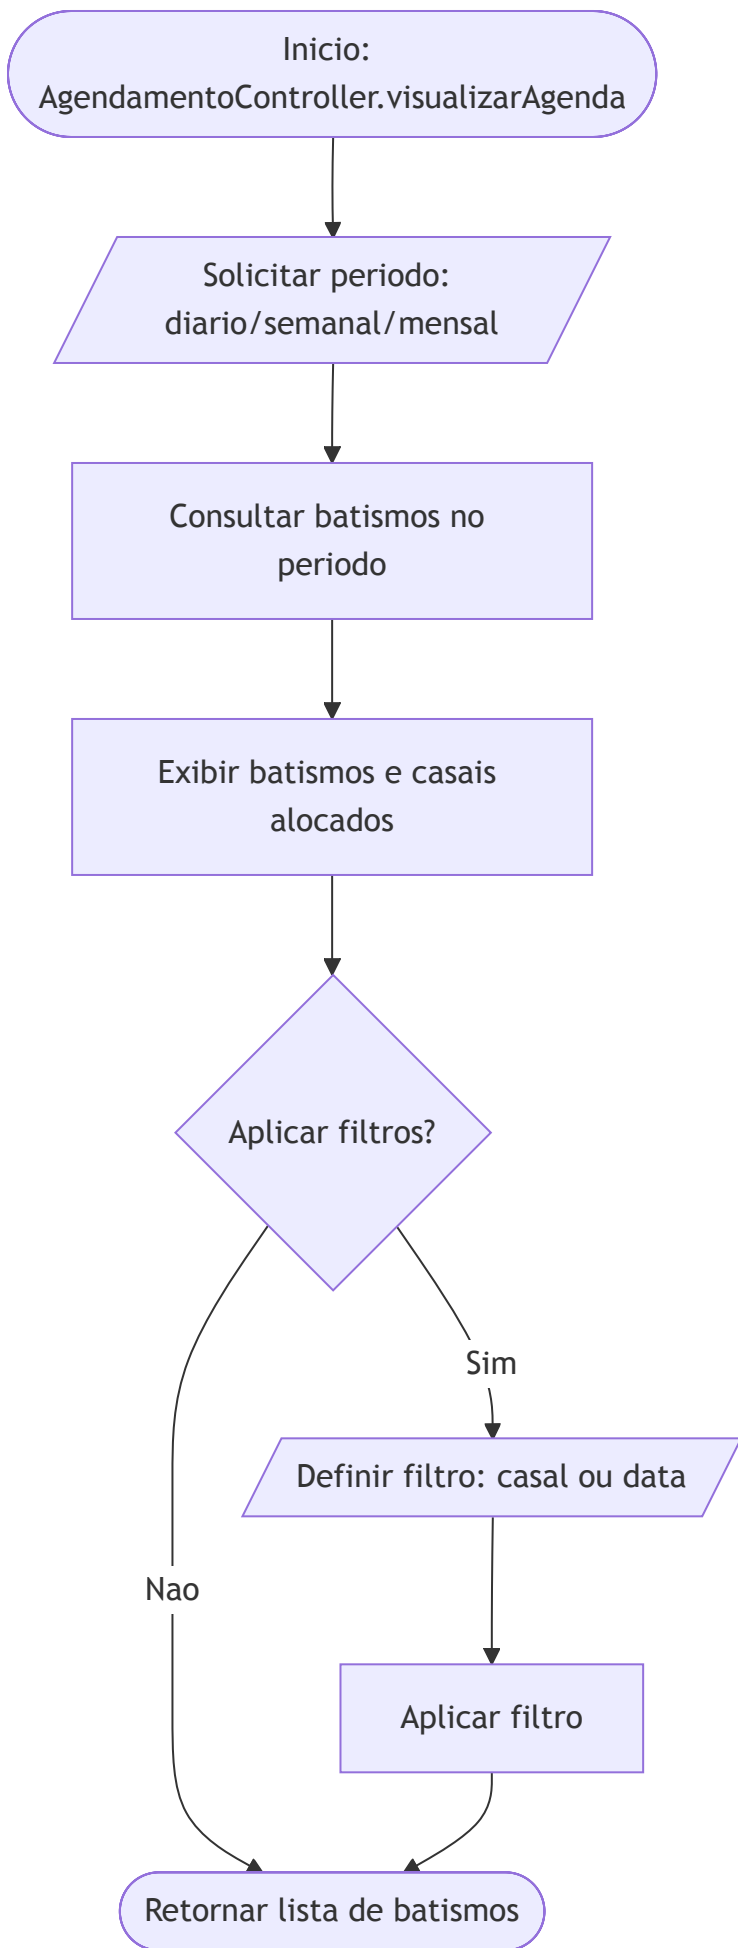 Inicio:
AgendamentoController.visualizarAgenda
Solicitar periodo:
diario/semanal/mensal
Consultar batismos no
periodo
Exibir batismos e casais
alocados
Aplicar filtros?
Sim
Definir filtro: casal ou data
Nao
Aplicar filtro
Retornar lista de batismos